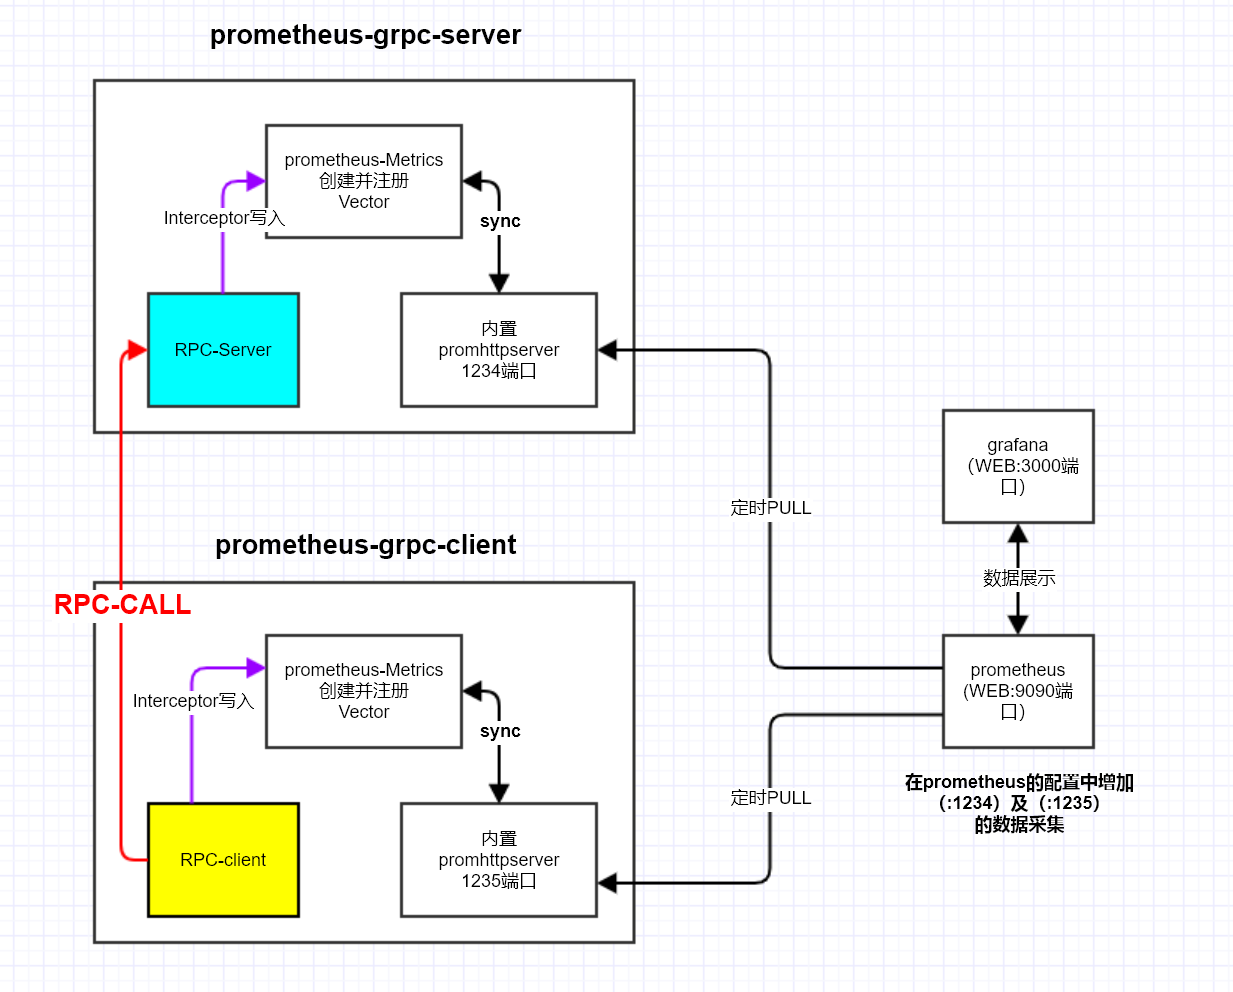 prometheus-grpc-server
prometheus-Metrics
创建并注册
Vector
Interceptor写入
sync
RPC-Server
内置
promhttpserver
1234端口
grafana
（WEB:3000端
口）
定时PULL
prometheus-grpc-client
数据展示
RPC-CALL
prometheus-Metrics
创建并注册
Vector
Interceptor写入
sync
prometheus
(WEB:9090端
口）
定时PULL
在prometheus的配置中增加
（:1234）及（:1235）
的数据采集
RPC-client
内置
promhttpserver
1235端口